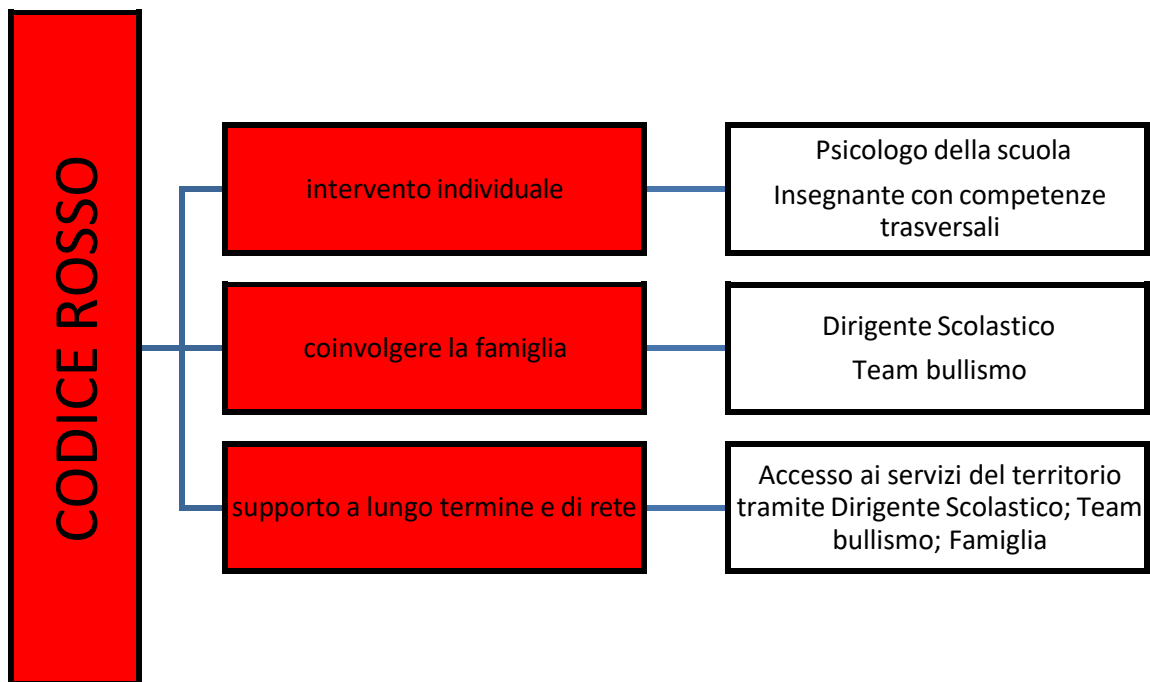 CODICE ROSSO
intervento individuale
Psicologo della scuola
Insegnante con competenze
trasversali
coinvolgere la famiglia
Dirigente Scolastico
Team bullismo
supporto a lungo termine e di rete
Accesso ai servizi del territorio
tramite Dirigente Scolastico; Team
bullismo; Famiglia